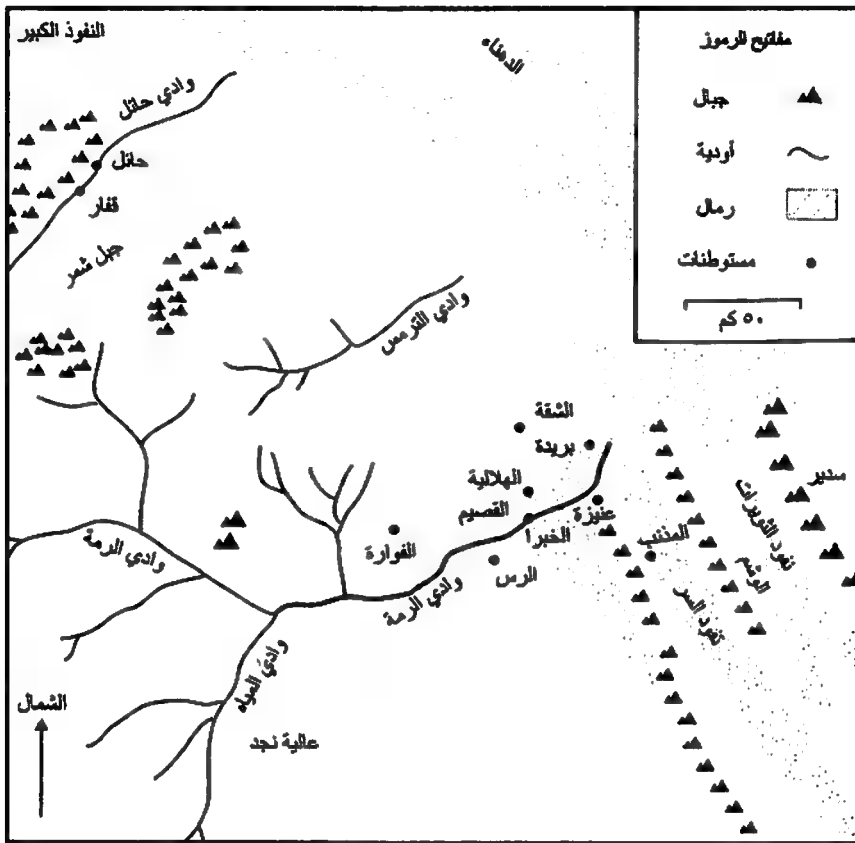 النفوذ الكبير
الدهناء
مفاتيح الرموز
جبال
أودية
رمال
مستوطنات
٥٠ كم
وادي حائل
حائل
قفار
جبل شمر
وادي الترمس
الشقة
بريدة
الهلالية
القصيم
عنيزة
الخبرا
الفوارة
الرس
المذنب
سدير
نفود الثويرات
الوشم
نفود السر
وادي الرمة
وادي الرمة
وادي المياه
الشمال
عالية نجد